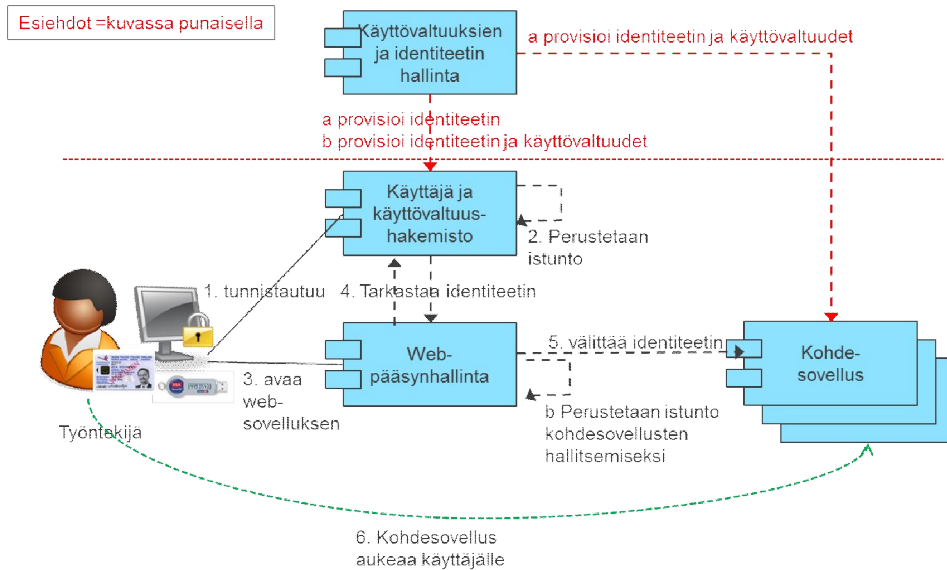 Esiehdot =kuvassa punaisella
Käyttövaltuuksien
ja identiteetin
hallinta
a provisioi identiteetin ja käyttövaltuudet
a provisioi identiteetin
b provisioi identiteetin ja käyttövaltuudet
Käyttäjä ja
käyttövaltuus-
hakemisto
2. Perustetaan
istunto
1. tunnistautuu
4. Tarkastaa identiteetin
Web-
pääsynhallinta
5. välittää identiteetin
Kohde-
sovellus
3. avaa
web-
sovelluksen
b Perustetaan istunto
kohdesovellusten
hallitsemiseksi
Työntekijä
6. Kohdesovellus
aukeaa käyttäjälle